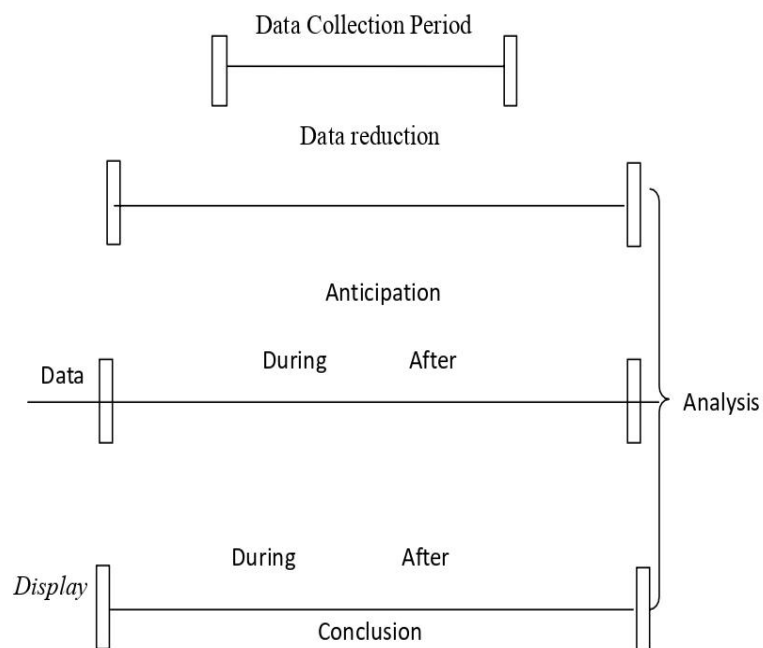 Data Collection Period
Data reduction
Anticipation
During After
Data
Analysis
During After
Display
Conclusion